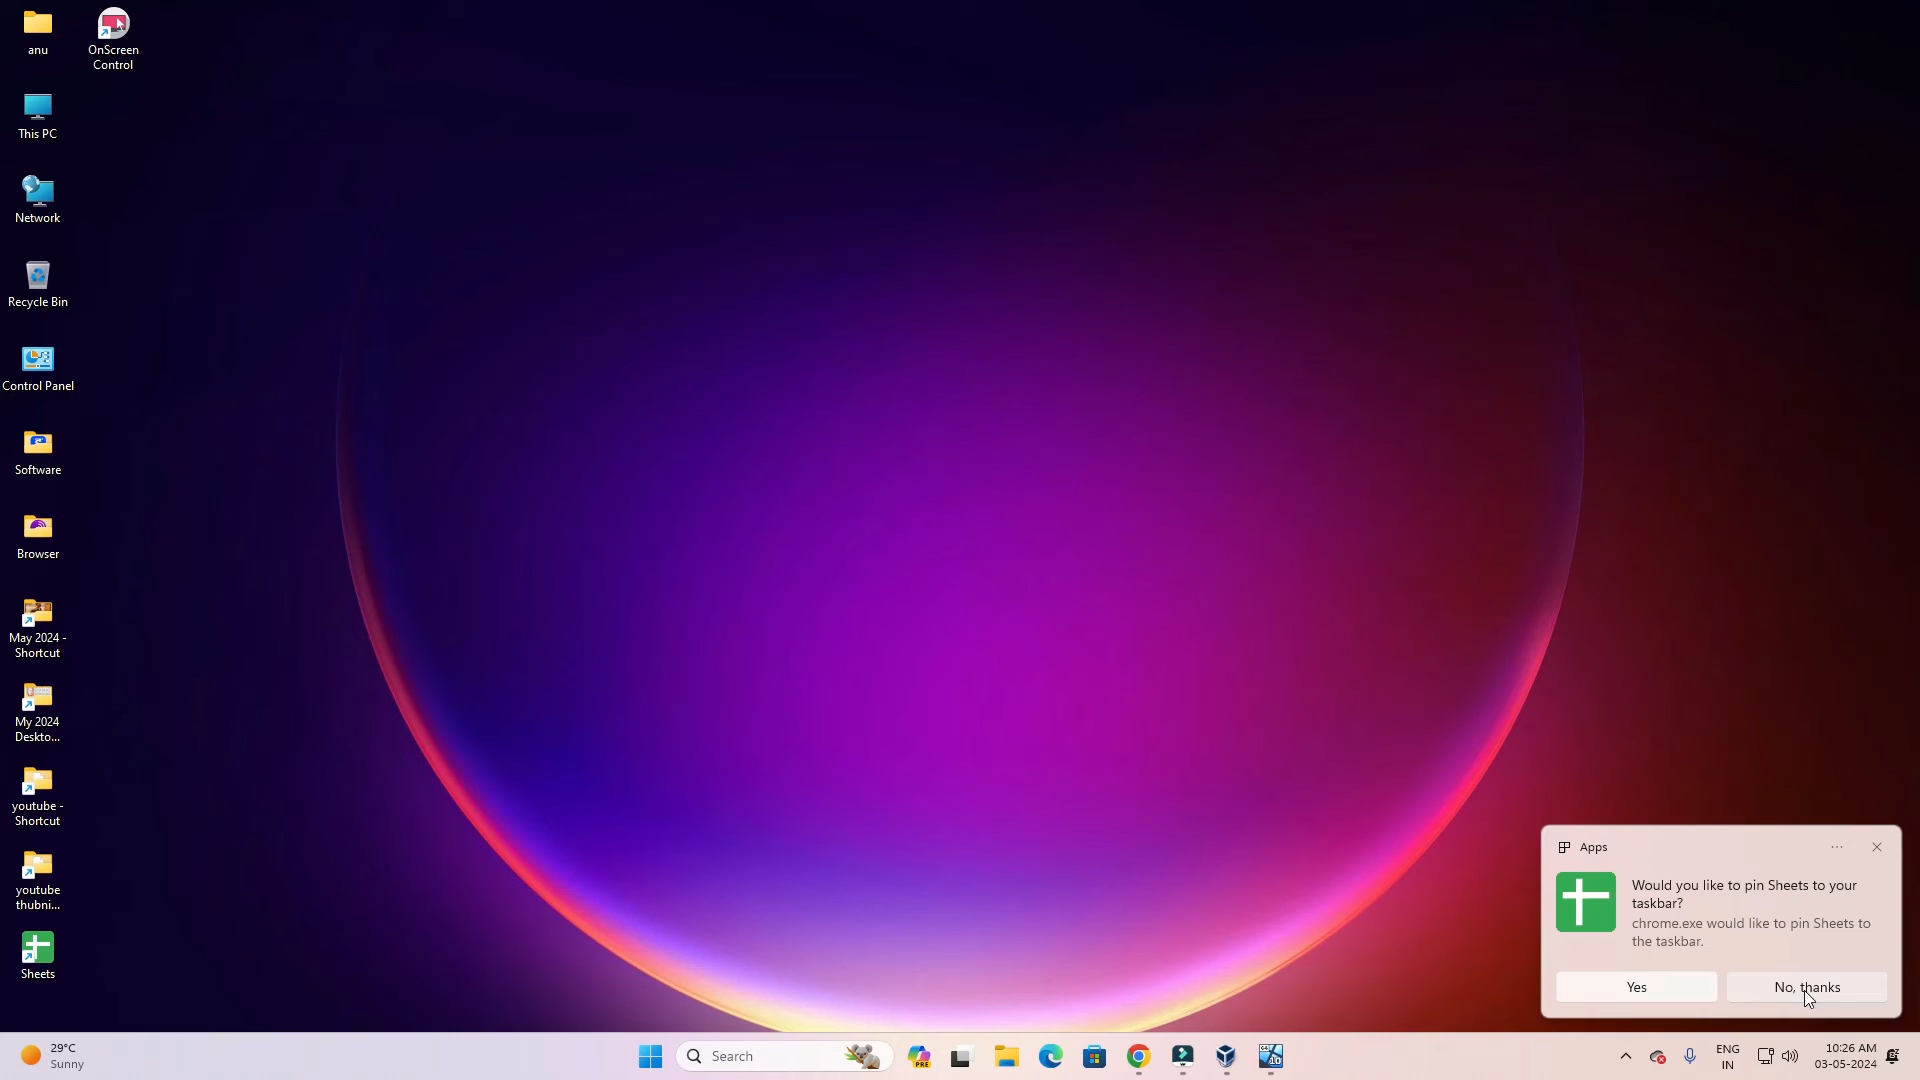 anu
OnScreen
Control
This PC
Network
Recycle Bin
Control Panel
Software
Browser
May 2024 -
Shortcut
My 2024
Deskto...
youtube -
Shortcut
youtube
thubni...
Sheets
Apps
Would you like to pin Sheets to your
taskbar?
chrome.exe would like to pin Sheets to
the taskbar.
Yes
No, thanks
29°C
Sunny
Search
PRE
64
10
ENG
IN
10:26 AM
03-05-2024